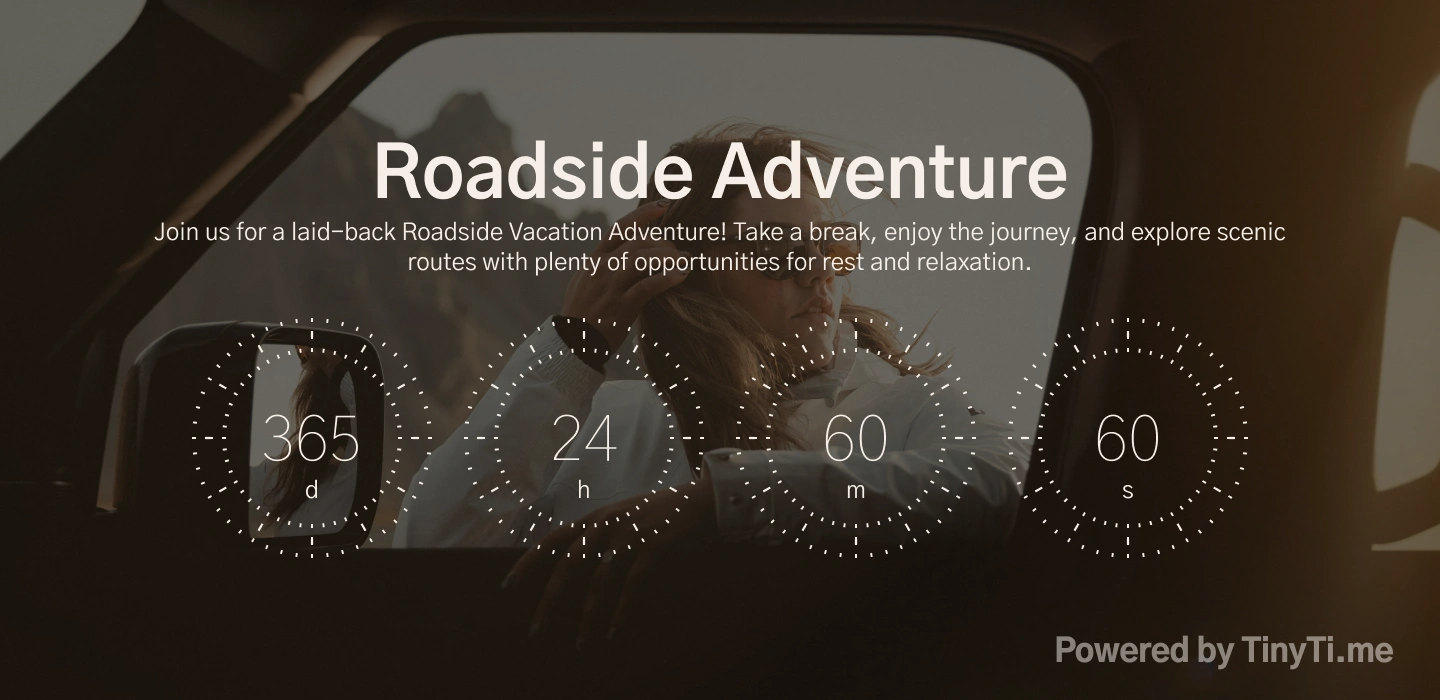 Roadside Adventure
Join us for a laid-back Roadside Vacation Adventure! Take a break, enjoy the journey, and explore scenic
routes with plenty of opportunities for rest and relaxation.
365 24 60 60
d h m s
Powered by TinyTi.me